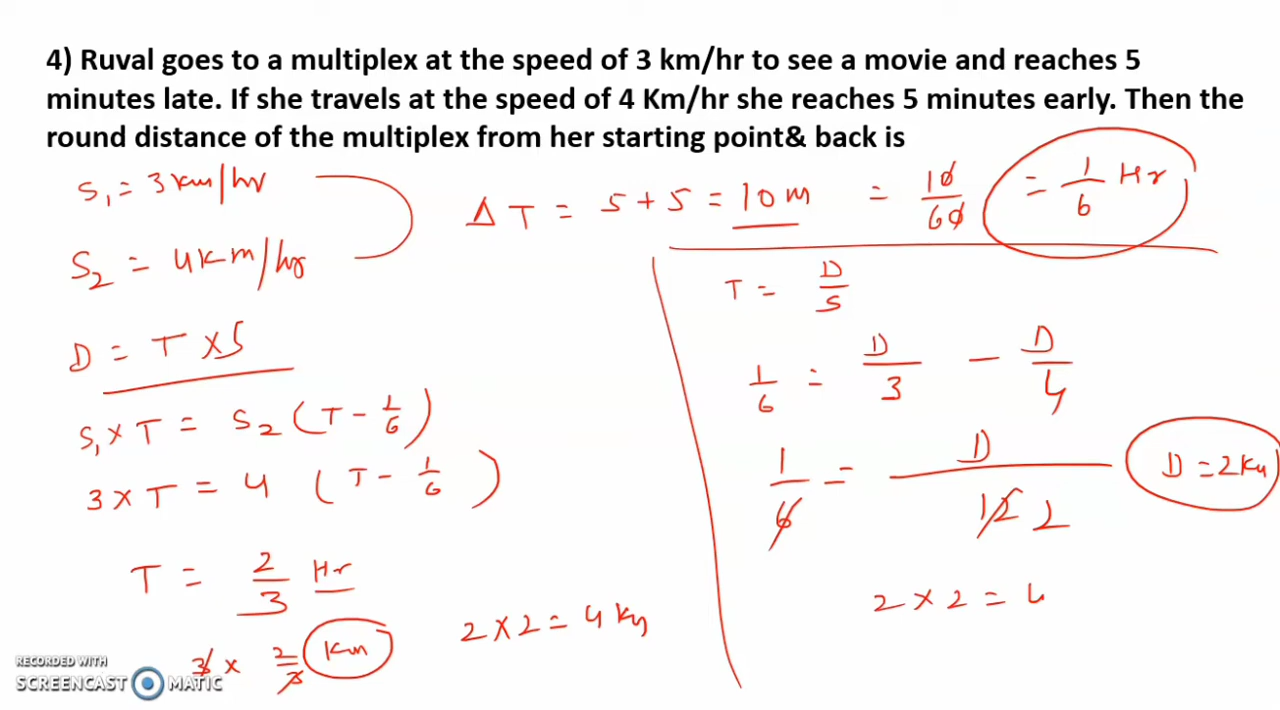 4) Ruval goes to a multiplex at the speed of 3 km/hr to see a movie and reaches 5
minutes late. If she travels at the speed of 4 Km/hr she reaches 5 minutes early. Then the
round distance of the multiplex from her starting point& back is
S₁ = 3 km/hr
S₂ = 4 Km/hr
D = T × S
S₁ × T = S₂ (T - 1/6)
3 × T = 4 (T - 1/6)
T = 2/3 Hr
3 × 2/3 Km
2 × 2 = 4 Km
Δ T = 5 + 5 = 10 m = 10/60 = 1/6 Hr
T = D/S
1/6 = D/3 - D/4
1/6 = D/12 2
D = 2 Km
2 × 2 = 4
RECORDED WITH
SCREENCAST MATIC